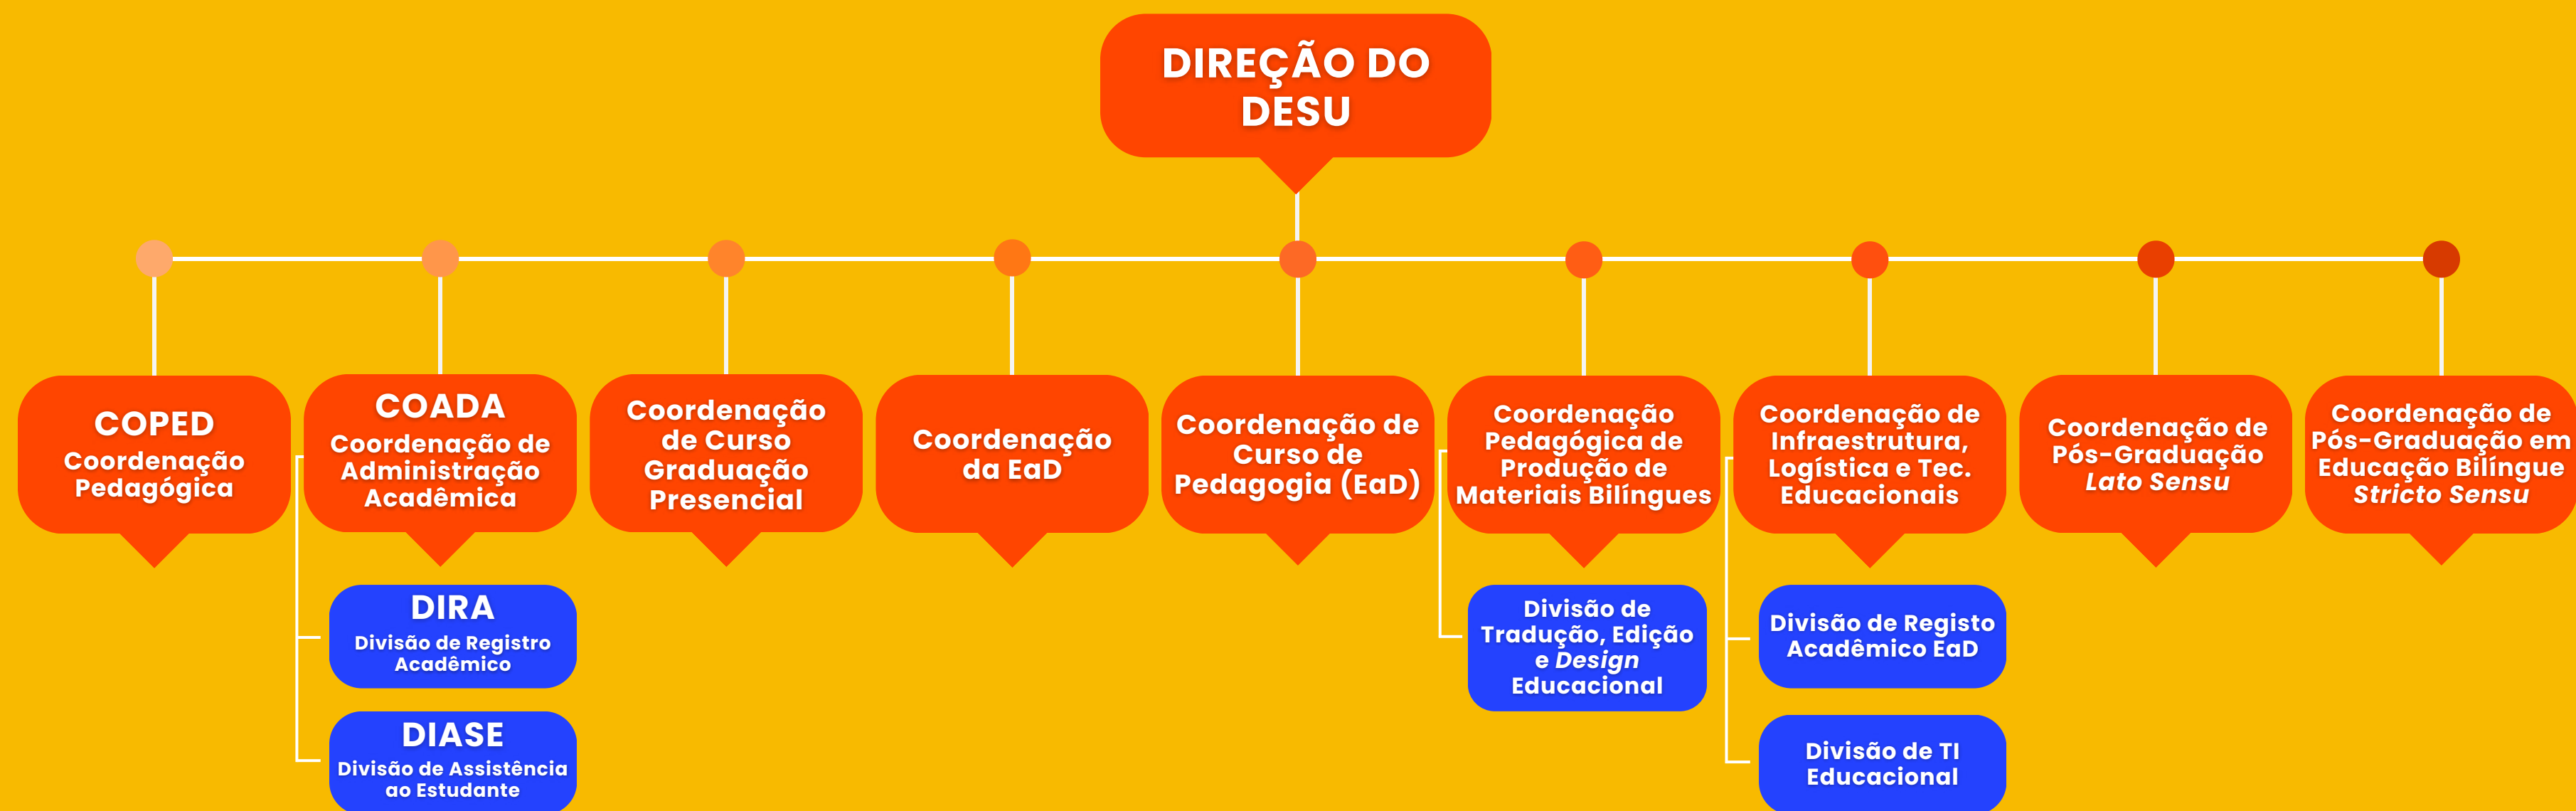 DIREÇÃO DO
DESU
COPED
Coordenação
Pedagógica
COADA
Coordenação de
Administração
Acadêmica
Coordenação
de Curso
Graduação
Presencial
Coordenação
da EaD
Coordenação de
Curso de
Pedagogia (EaD)
Coordenação
Pedagógica de
Produção de
Materiais Bilíngues
Coordenação de
Infraestrutura,
Logística e Tec.
Educacionais
Coordenação de
Pós-Graduação
Lato Sensu
Coordenação de
Pós-Graduação em
Educação Bilíngue
Stricto Sensu
DIRA
Divisão de Registro
Acadêmico
DIASE
Divisão de Assistência
ao Estudante
Divisão de
Tradução, Edição
e Design
Educacional
Divisão de Registo
Acadêmico EaD
Divisão de TI
Educacional